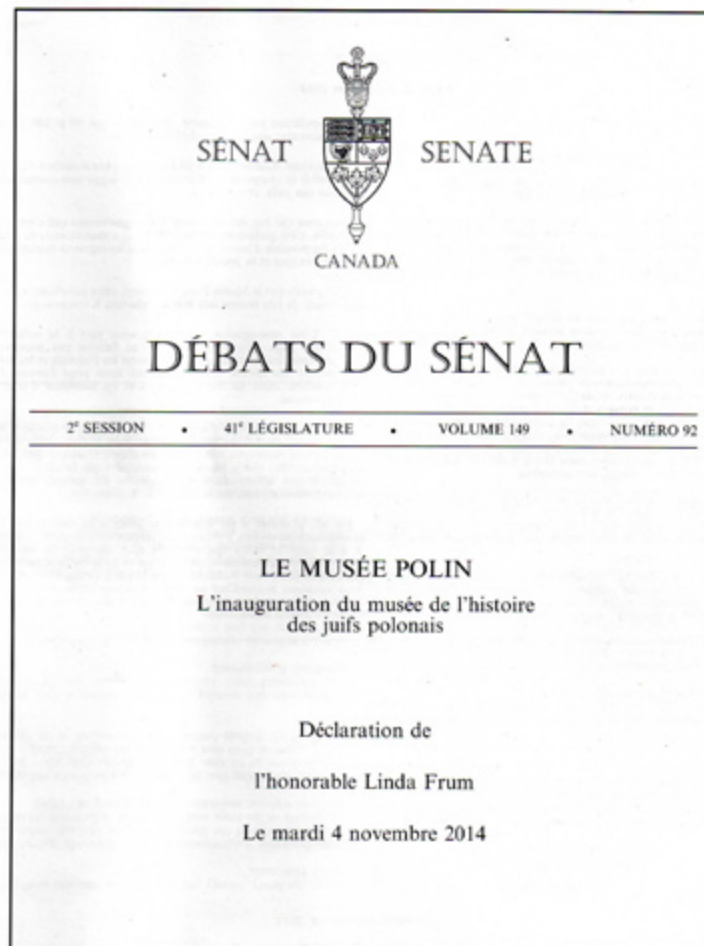 SÉNAT SENATE
CANADA
DÉBATS DU SÉNAT
2e SESSION • 41e LÉGISLATURE • VOLUME 149 • NUMÉRO 92
LE MUSÉE POLIN
L'inauguration du musée de l'histoire
des juifs polonais
Déclaration de
l'honorable Linda Frum
Le mardi 4 novembre 2014